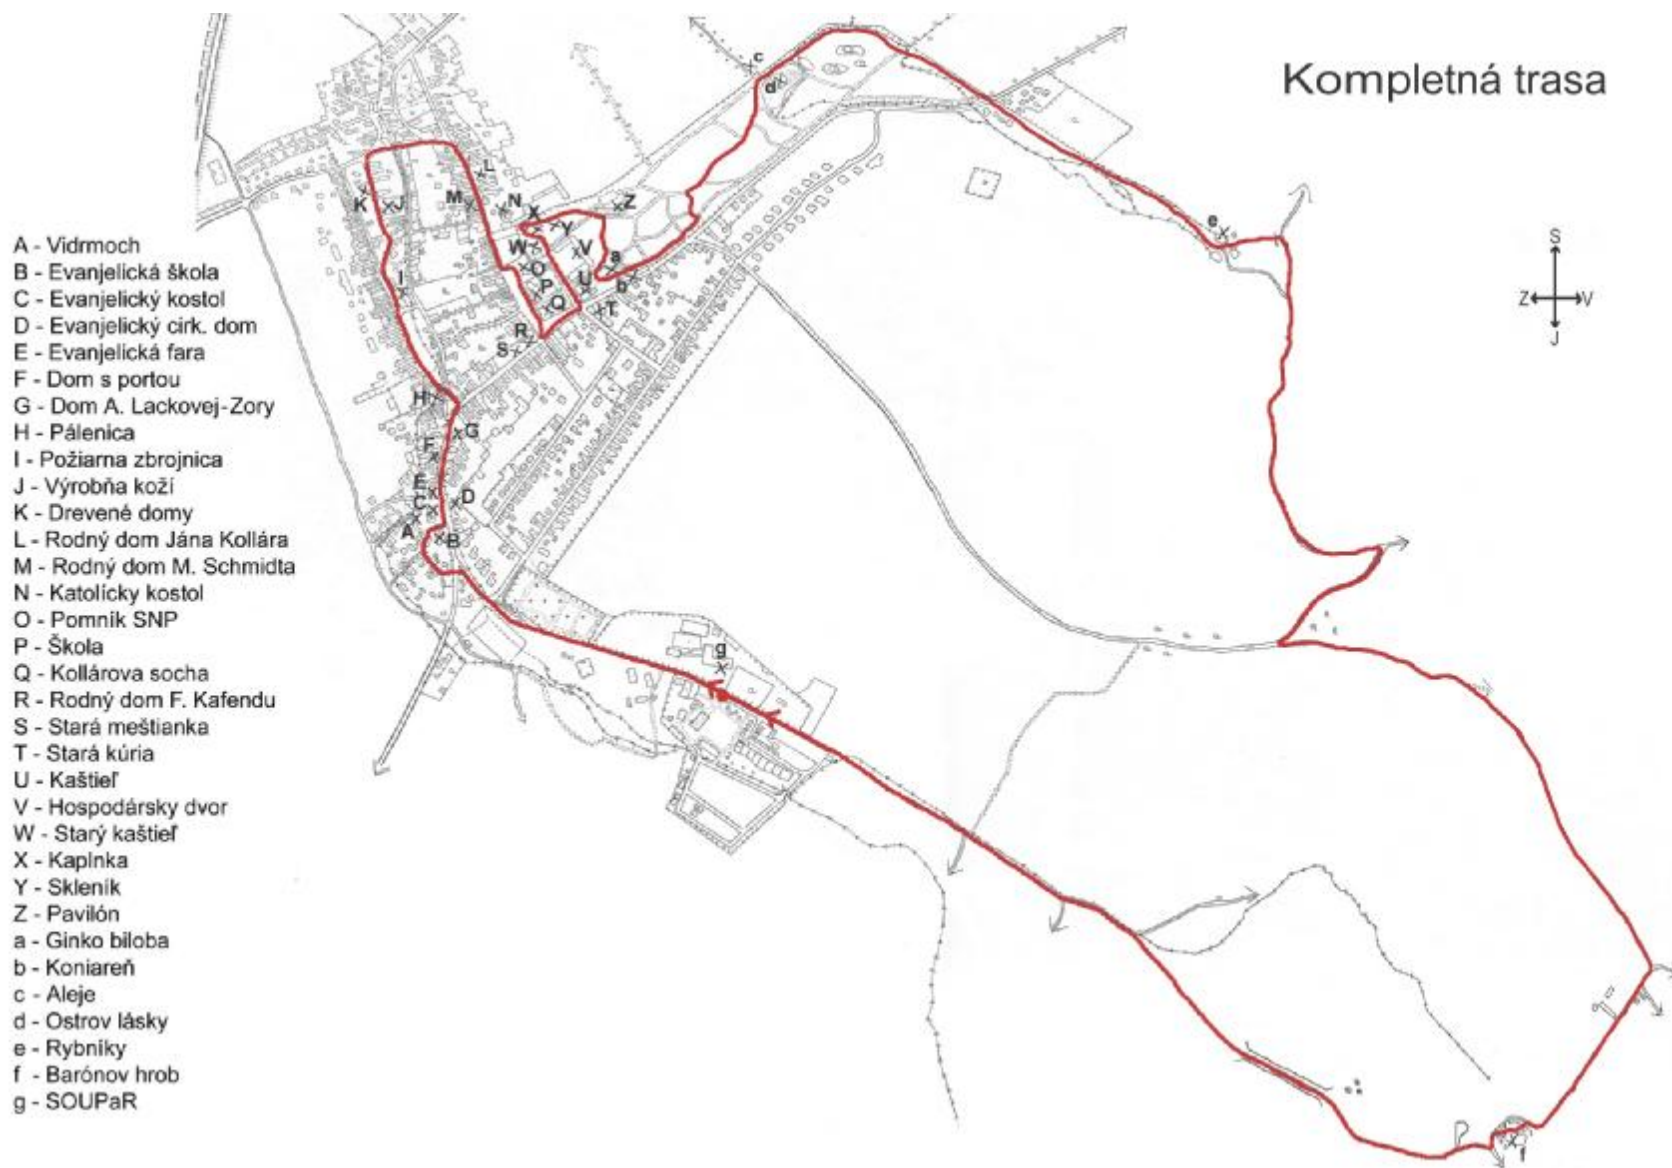 Kompletná trasa
A - Vidrmoch
B - Evanjelická škola
C - Evanjelický kostol
D - Evanjelický cirk. dom
E - Evanjelická fara
F - Dom s portou
G - Dom A. Lackovej-Zory
H - Pálenica
I - Požiarna zbrojnica
J - Výrobňa koží
K - Drevené domy
L - Rodný dom Jána Kollára
M - Rodný dom M. Schmidta
N - Katolícky kostol
O - Pomník SNP
P - Škola
Q - Kollárova socha
R - Rodný dom F. Kafendu
S - Stará meštianka
T - Stará kúria
U - Kaštieľ
V - Hospodársky dvor
W - Starý kaštieľ
X - Kaplnka
Y - Skleník
Z - Pavilón
a - Ginko biloba
b - Koniareň
c - Aleje
d - Ostrov lásky
e - Rybníky
f - Barónov hrob
g - SOUPaR
c
d
L
K
J
M
N
X
Z
Y
e
W
V
a
O
I
U
b
P
Q
T
R
S
H
G
F
E
C
D
A
B
g
P
f
S
Z
V
J